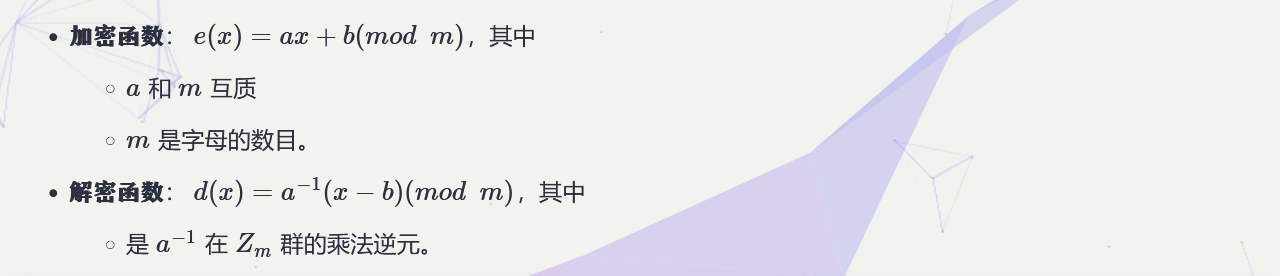 • 加密函数： e(x) = ax + b(mod m)，其中
○ a 和 m 互质
○ m 是字母的数目。
• 解密函数： d(x) = a⁻¹(x − b)(mod m)，其中
○ 是 a⁻¹ 在 Zₘ 群的乘法逆元。